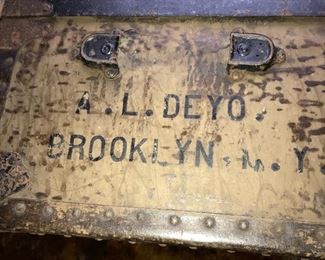 A. L. DEYO.
BROOKLYN. N. Y.